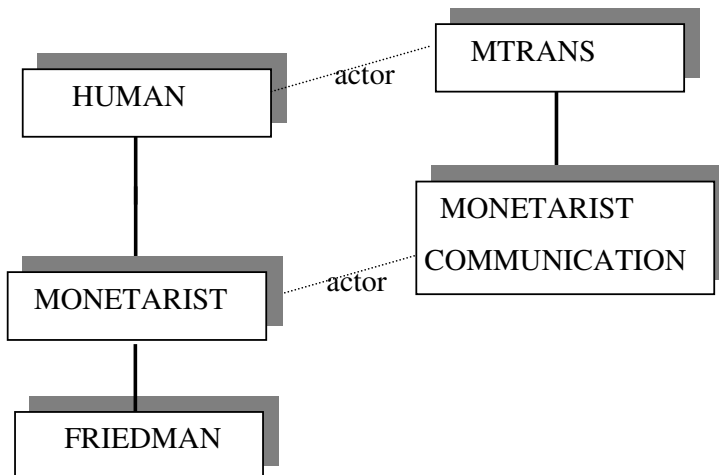 MTRANS
HUMAN
actor
MONETARIST
COMMUNICATION
actor
MONETARIST
FRIEDMAN